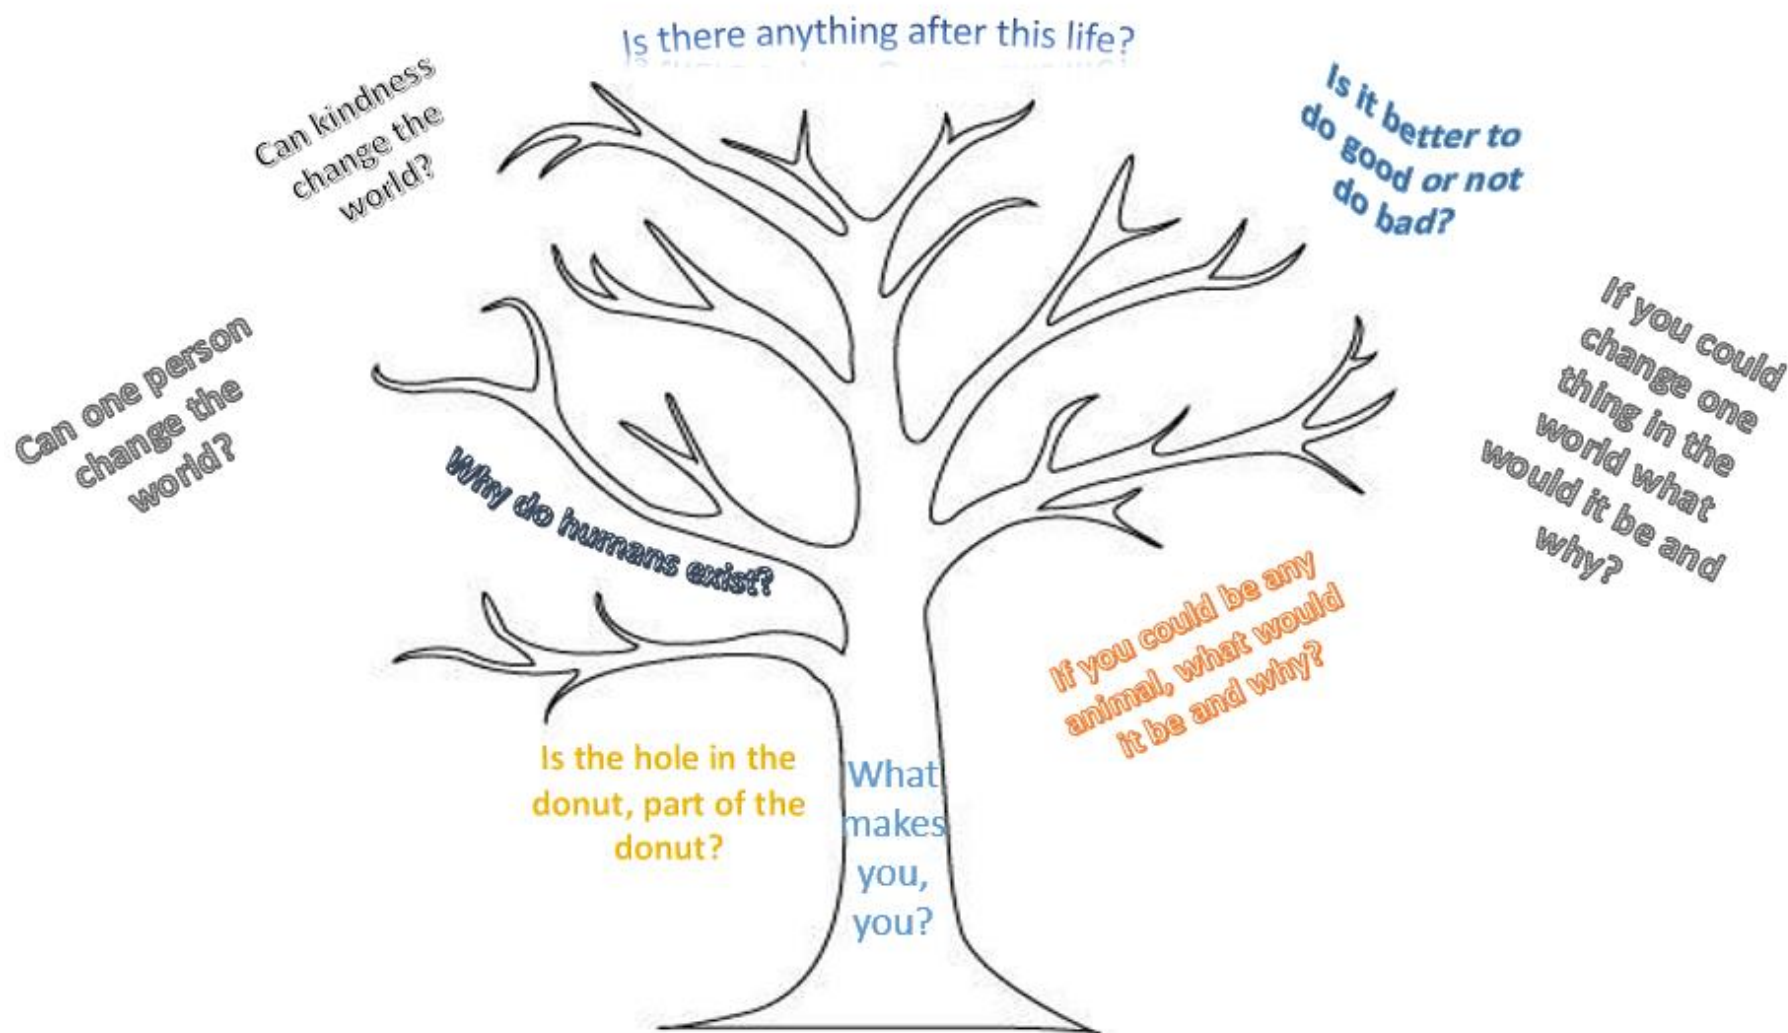 Is there anything after this life?
Can kindness
change the
world?
Is it better to
do good or not
do bad?
Can one person
change the
world?
If you could
change one
thing in the
world what
would it be and
why?
Why do humans exist?
If you could be any
animal, what would
it be and why?
Is the hole in the
donut, part of the
donut?
What
makes
you,
you?